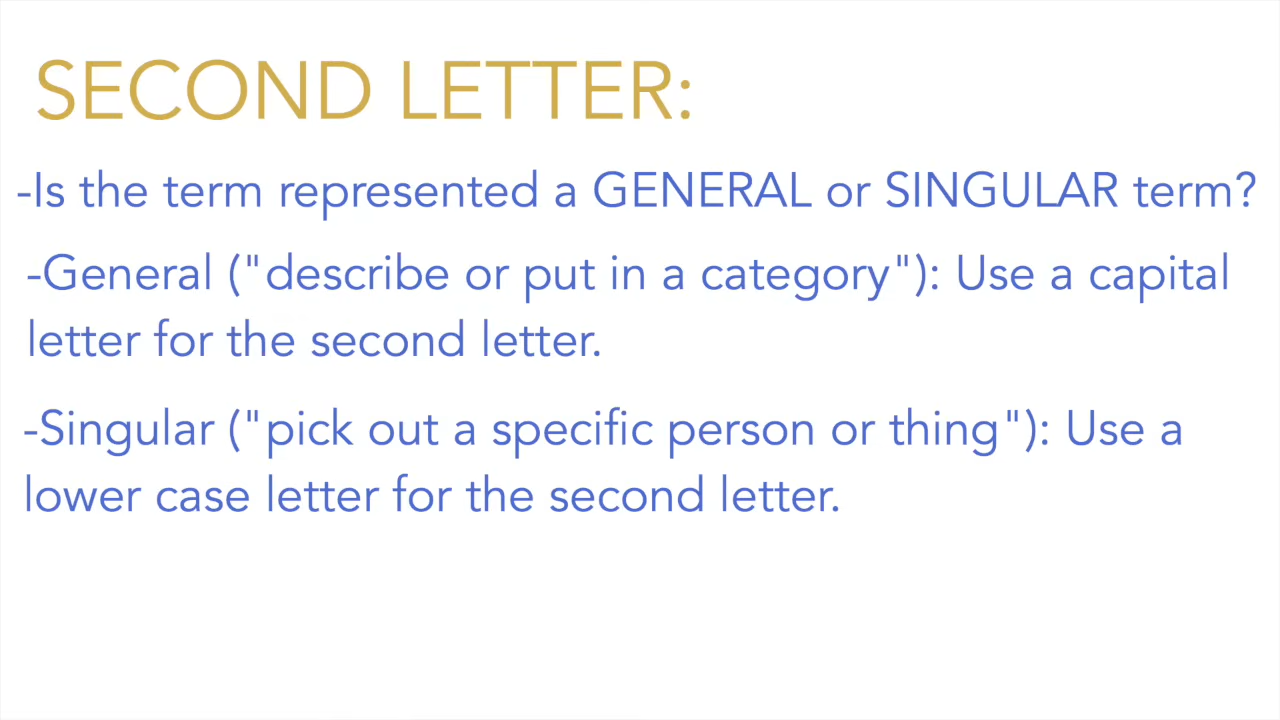 SECOND LETTER:
-Is the term represented a GENERAL or SINGULAR term?
-General ("describe or put in a category"): Use a capital
letter for the second letter.
-Singular ("pick out a specific person or thing"): Use a
lower case letter for the second letter.